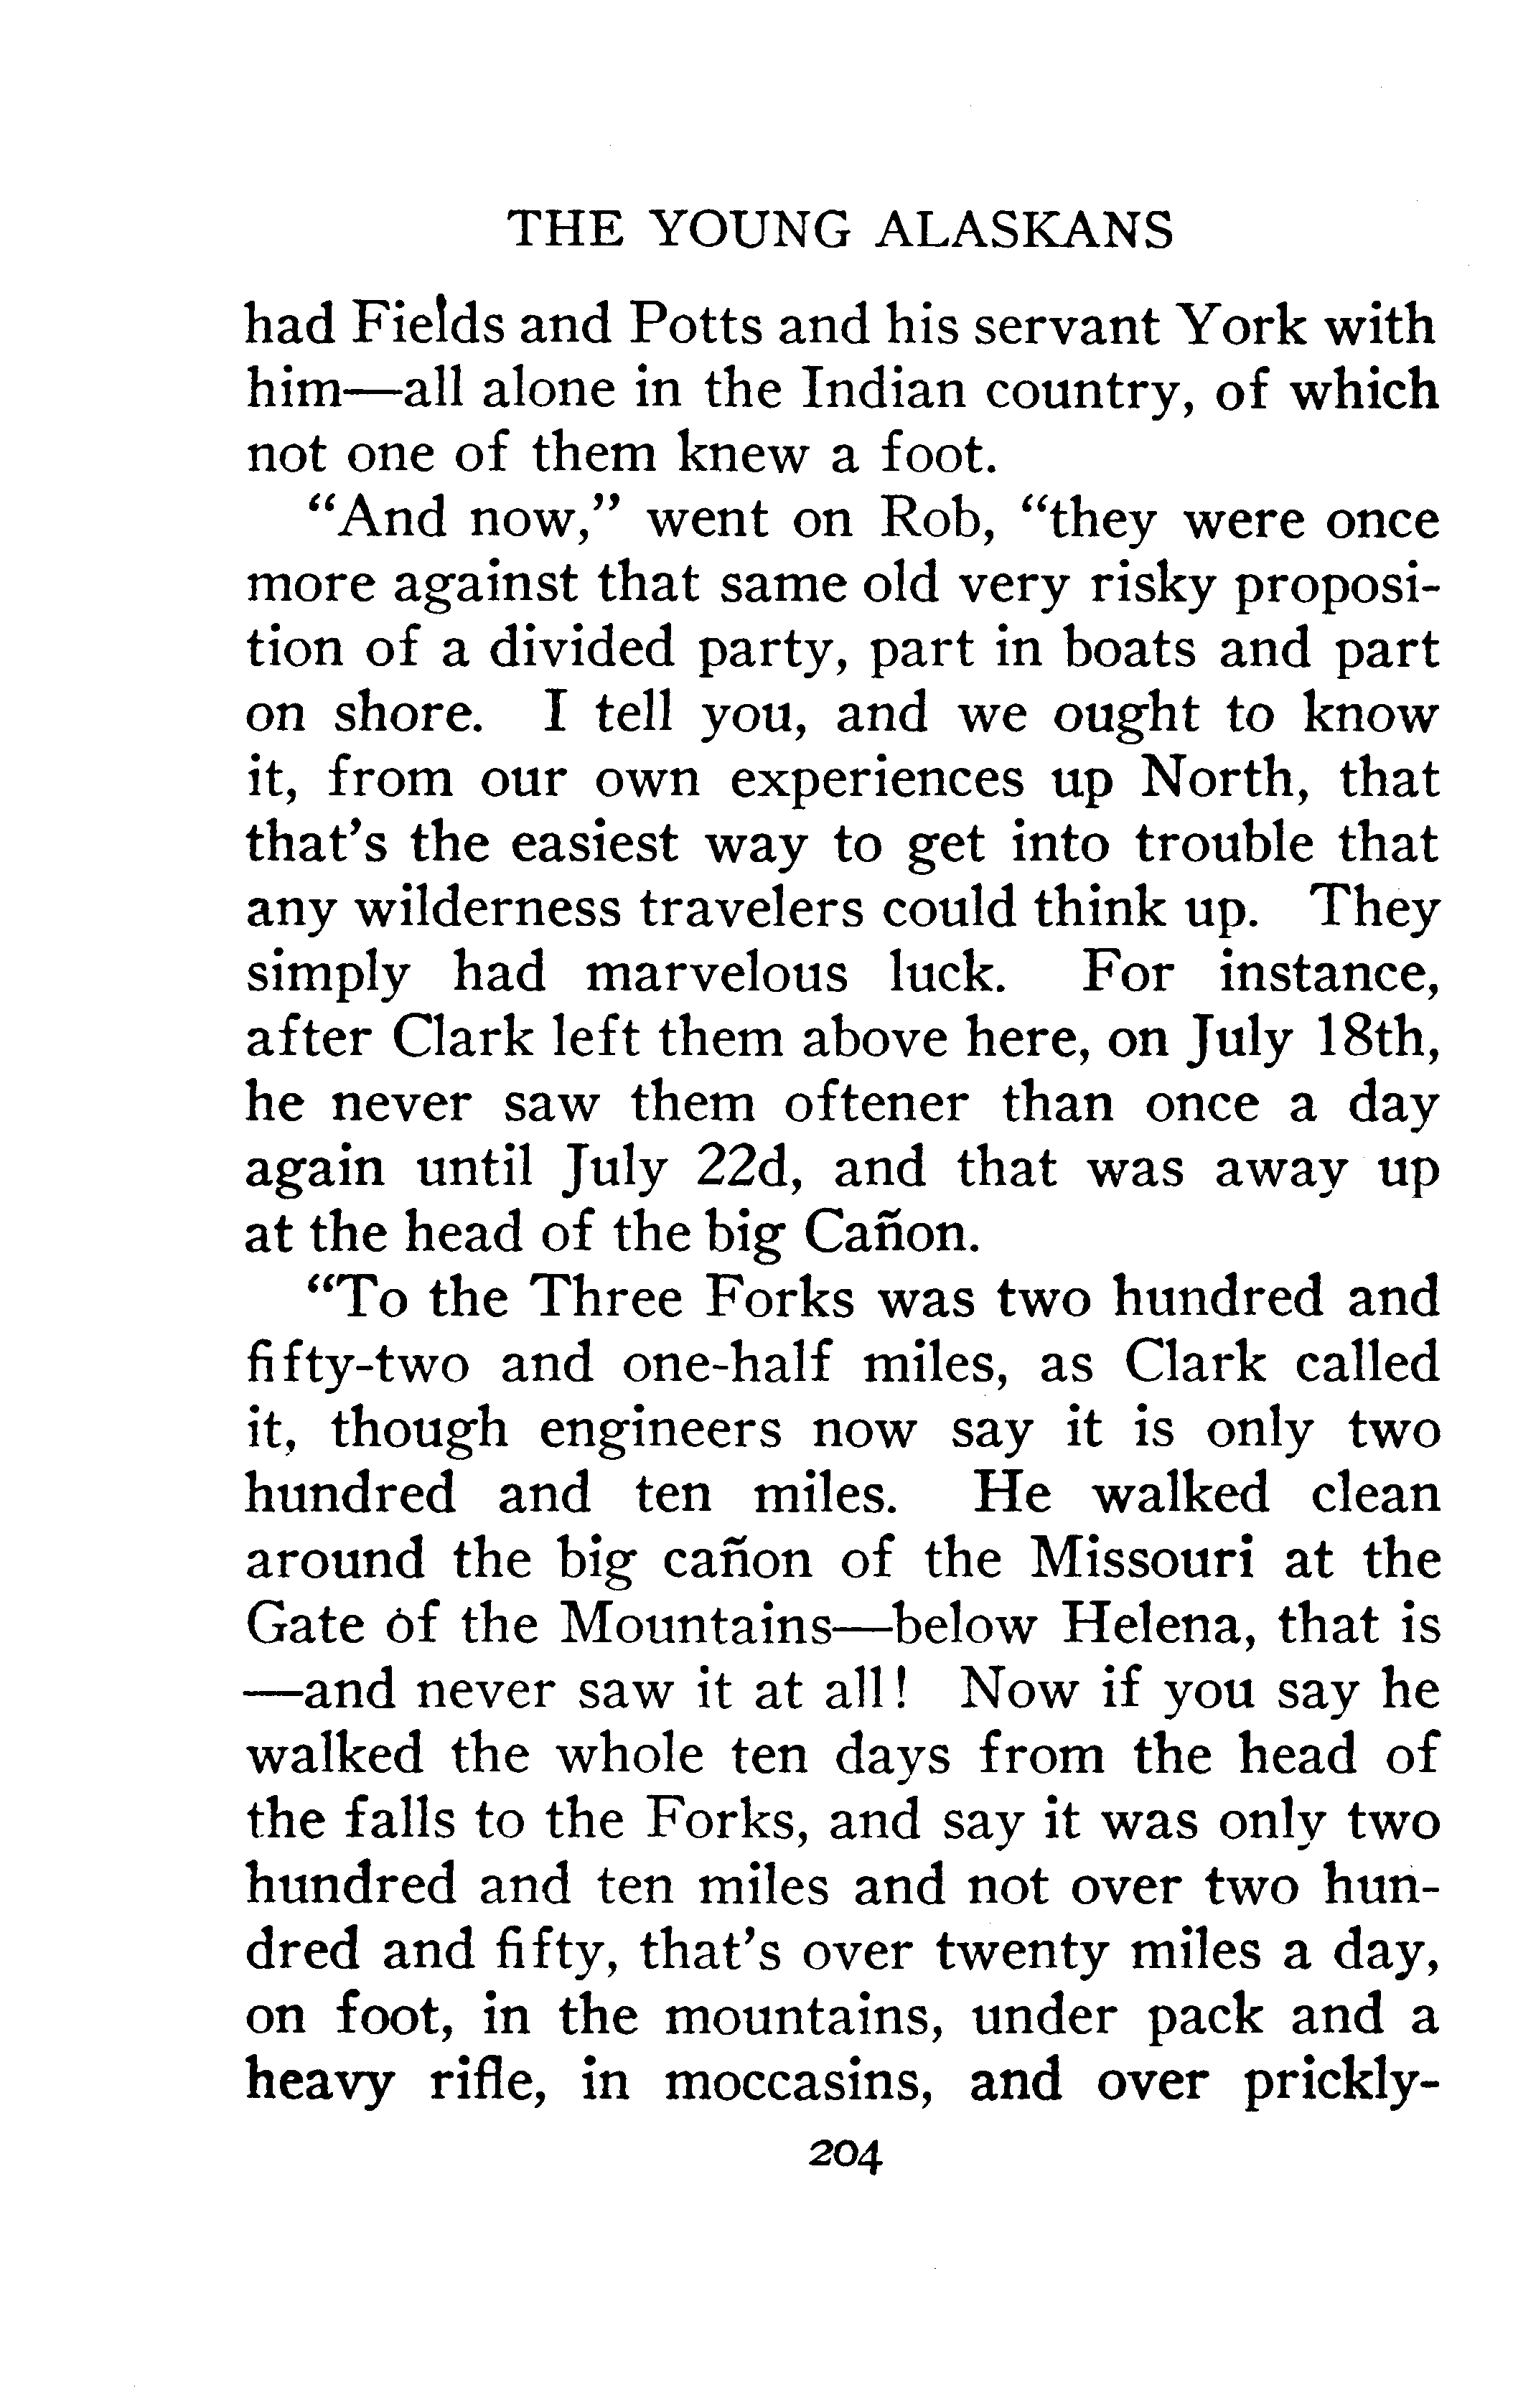 THE YOUNG ALASKANS
had Fields and Potts and his servant York with
him—all alone in the Indian country, of which
not one of them knew a foot.
“And now,” went on Rob, “they were once
more against that same old very risky proposi-
tion of a divided party, part in boats and part
on shore. I tell you, and we ought to know
it, from our own experiences up North, that
that’s the easiest way to get into trouble that
any wilderness travelers could think up. They
simply had marvelous luck. For instance,
after Clark left them above here, on July 18th,
he never saw them oftener than once a day
again until July 22d, and that was away up
at the head of the big Cañon.
“To the Three Forks was two hundred and
fifty-two and one-half miles, as Clark called
it, though engineers now say it is only two
hundred and ten miles. He walked clean
around the big cañon of the Missouri at the
Gate of the Mountains—below Helena, that is
—and never saw it at all! Now if you say he
walked the whole ten days from the head of
the falls to the Forks, and say it was only two
hundred and ten miles and not over two hun-
dred and fifty, that’s over twenty miles a day,
on foot, in the mountains, under pack and a
heavy rifle, in moccasins, and over prickly-
204